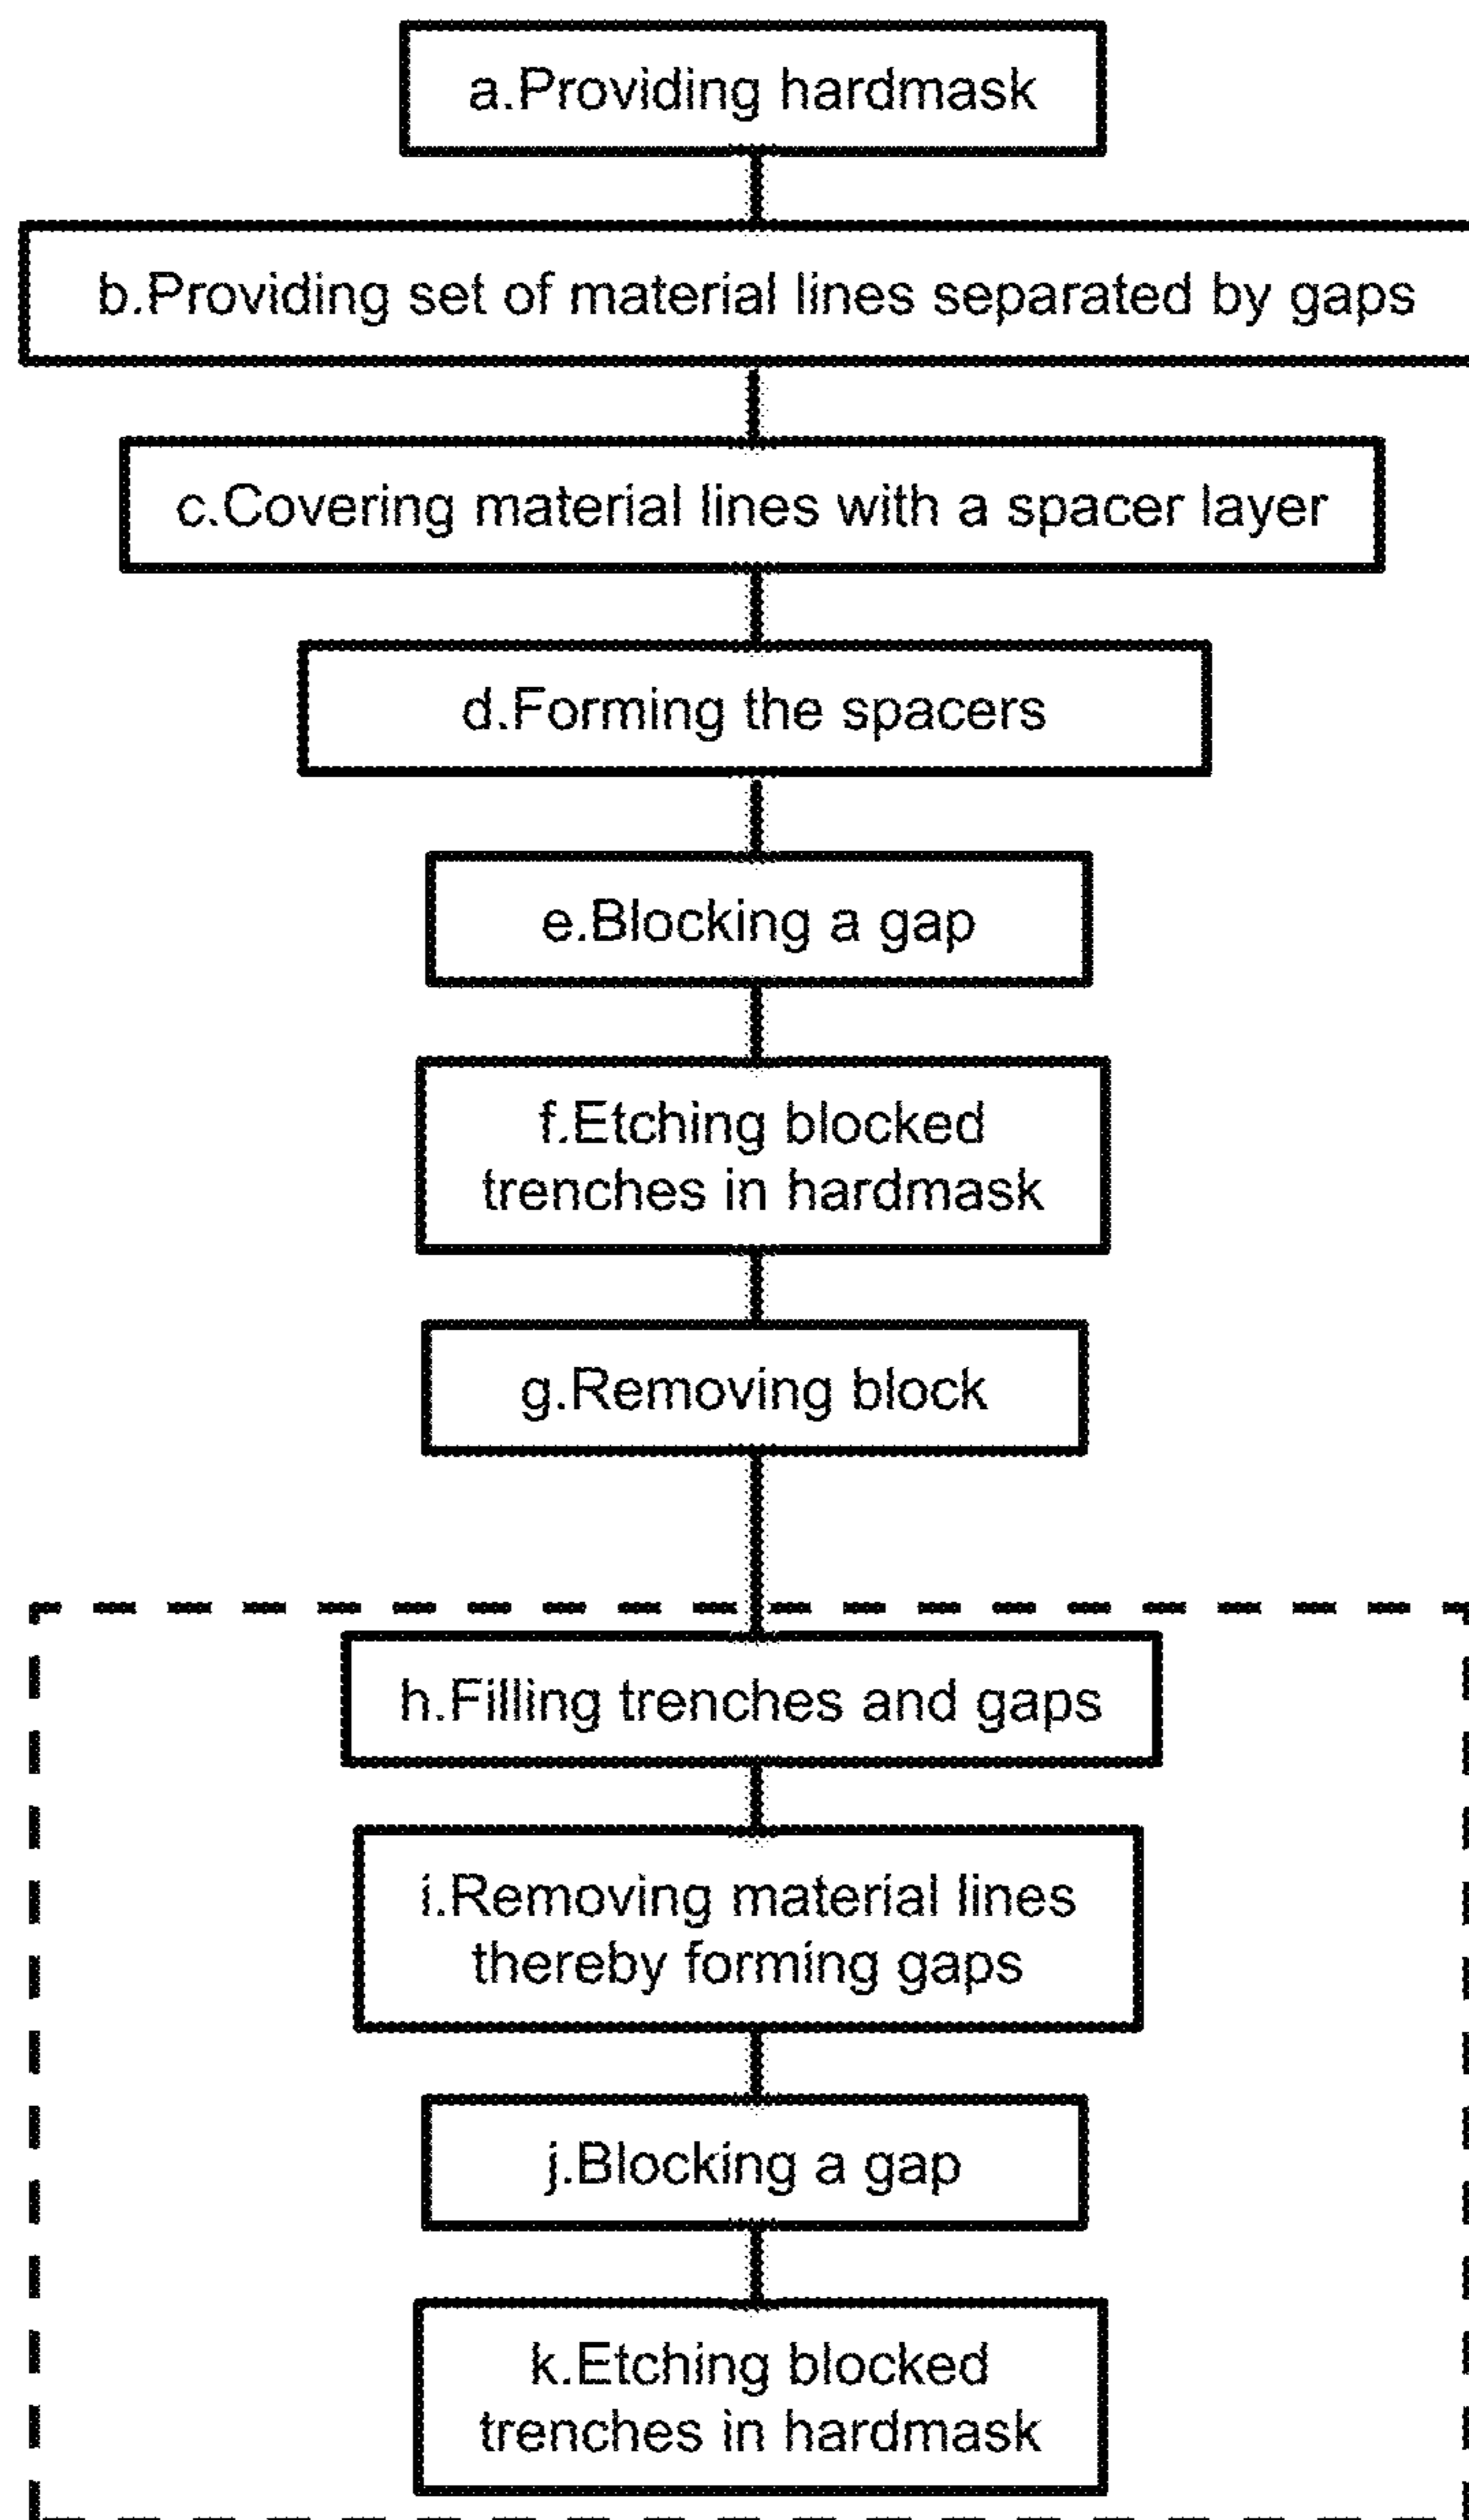 a.Providing hardmask
b.Providing set of material lines separated by gaps
c.Covering material lines with a spacer layer
d.Forming the spacers
e.Blocking a gap
f.Etching blocked
trenches in hardmask
g.Removing block
h.Filling trenches and gaps
i.Removing material lines
thereby forming gaps
j.Blocking a gap
k.Etching blocked
trenches in hardmask